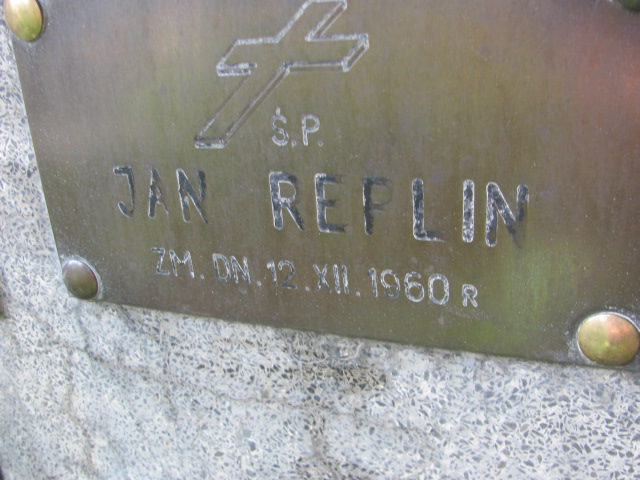 Ś.P.
JAN REPLIN
ZM. DN. 12. XII. 1960 R